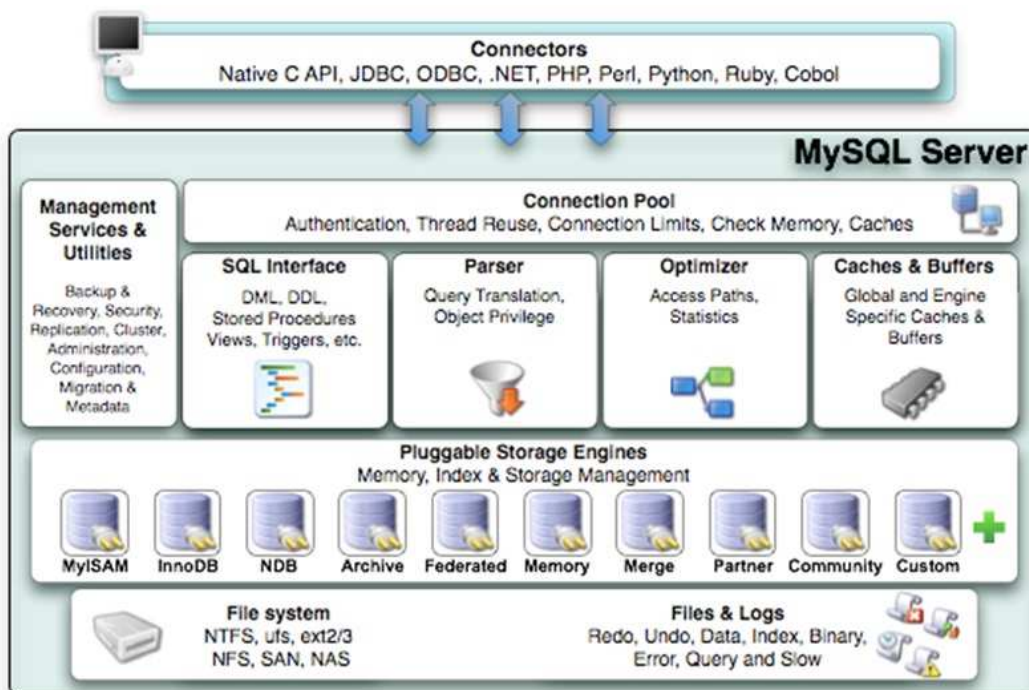 Connectors
Native C API, JDBC, ODBC, .NET, PHP, Perl, Python, Ruby, Cobol
MySQL Server
Management
Services &
Utilities
Backup &
Recovery, Security,
Replication, Cluster,
Administration,
Configuration,
Migration &
Metadata
Connection Pool
Authentication, Thread Reuse, Connection Limits, Check Memory, Caches
SQL Interface
DML, DDL,
Stored Procedures
Views, Triggers, etc.
Parser
Query Translation,
Object Privilege
Optimizer
Access Paths,
Statistics
Caches & Buffers
Global and Engine
Specific Caches &
Buffers
Pluggable Storage Engines
Memory, Index & Storage Management
MyISAM
InnoDB
NDB
Archive
Federated
Memory
Merge
Partner
Community
Custom
File system
NTFS, ufs, ext2/3
NFS, SAN, NAS
Files & Logs
Redo, Undo, Data, Index, Binary,
Error, Query and Slow